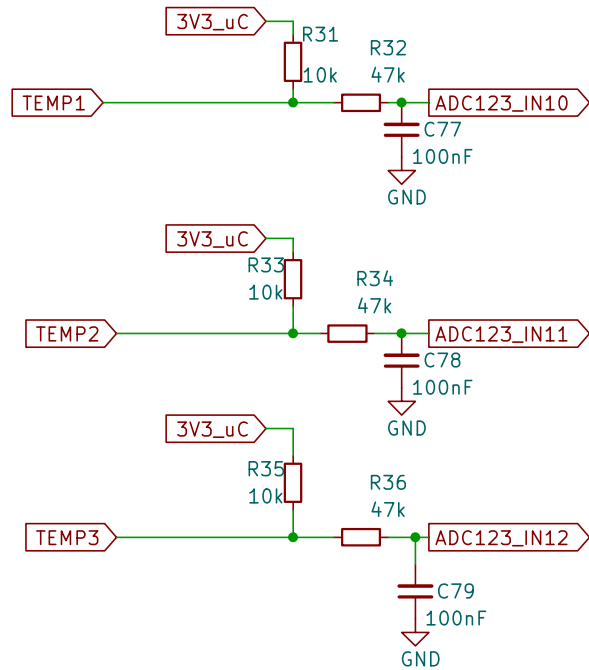 3V3_uC
R31
10k
R32
47k
TEMP1
ADC123_IN10
C77
100nF
GND
3V3_uC
R33
10k
R34
47k
TEMP2
ADC123_IN11
C78
100nF
GND
3V3_uC
R35
10k
R36
47k
TEMP3
ADC123_IN12
C79
100nF
GND